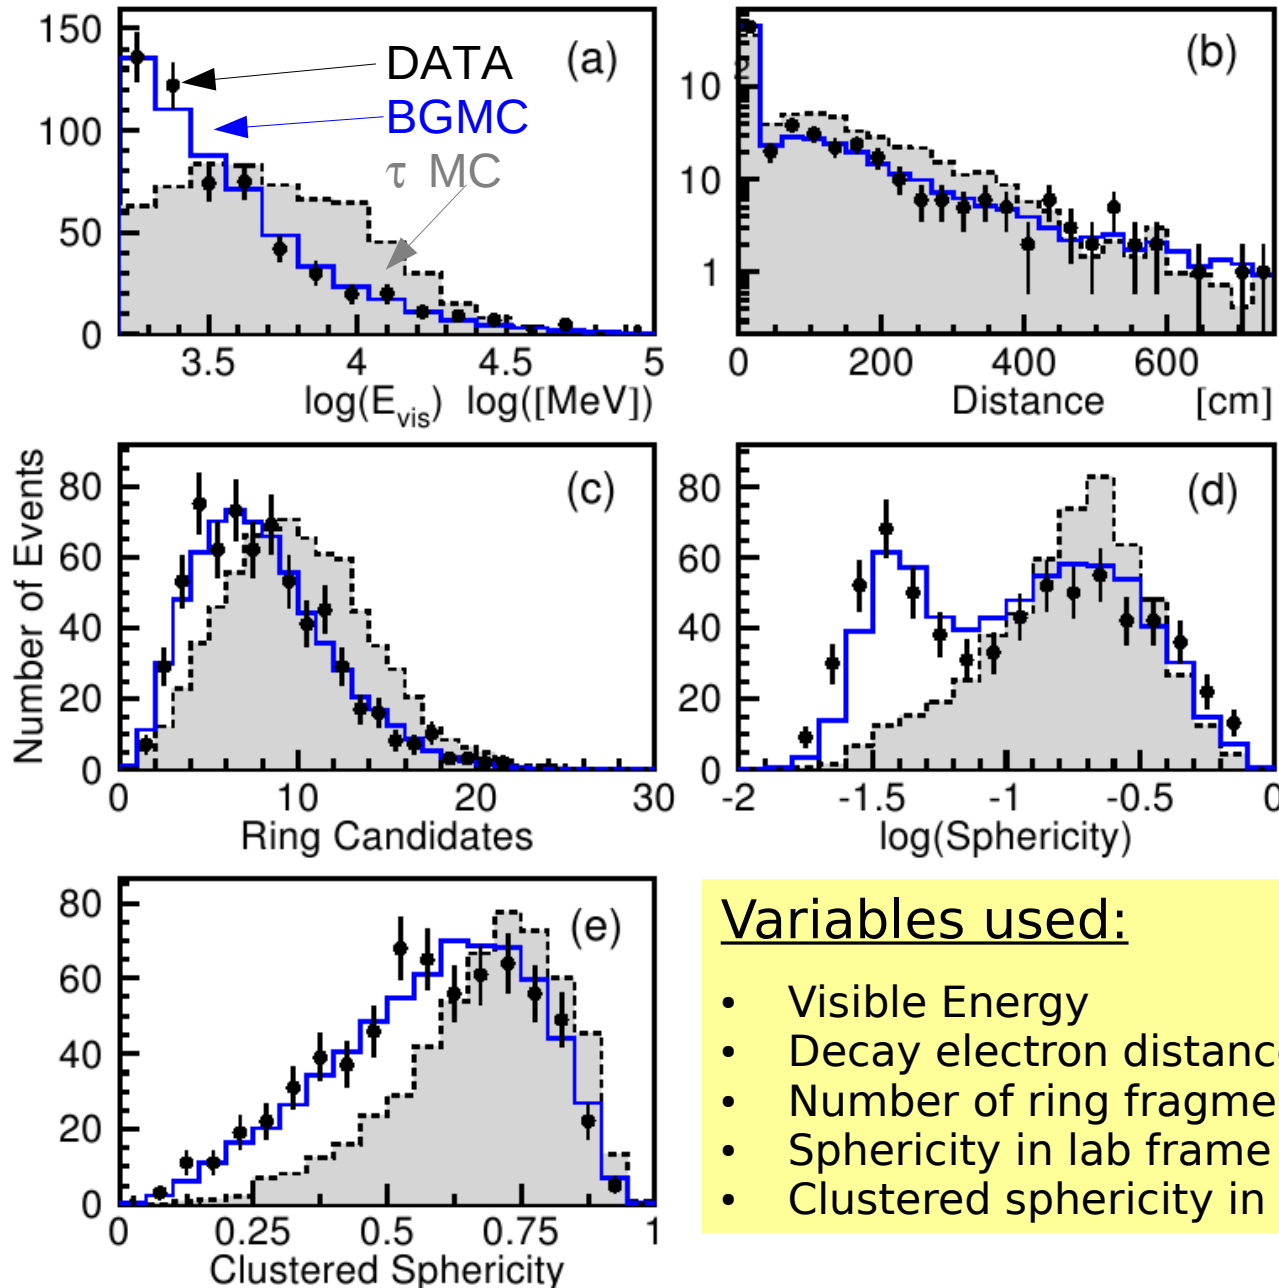 150
100
50
0
(a)
DATA
BGMC
τ MC
3.5 4 4.5 5
log(Evis) log([MeV])
(b)
10
10
1
0 200 400 600
Distance [cm]
Number of Events
80
60
40
20
0
(c)
0 10 20 30
Ring Candidates
80
60
40
20
0
(d)
-2 -1.5 -1 -0.5 0
log(Sphericity)
80
60
40
20
0
(e)
0 0.25 0.5 0.75 1
Clustered Sphericity
Variables used:
• Visible Energy
• Decay electron distanc
• Number of ring fragme
• Sphericity in lab frame
• Clustered sphericity in